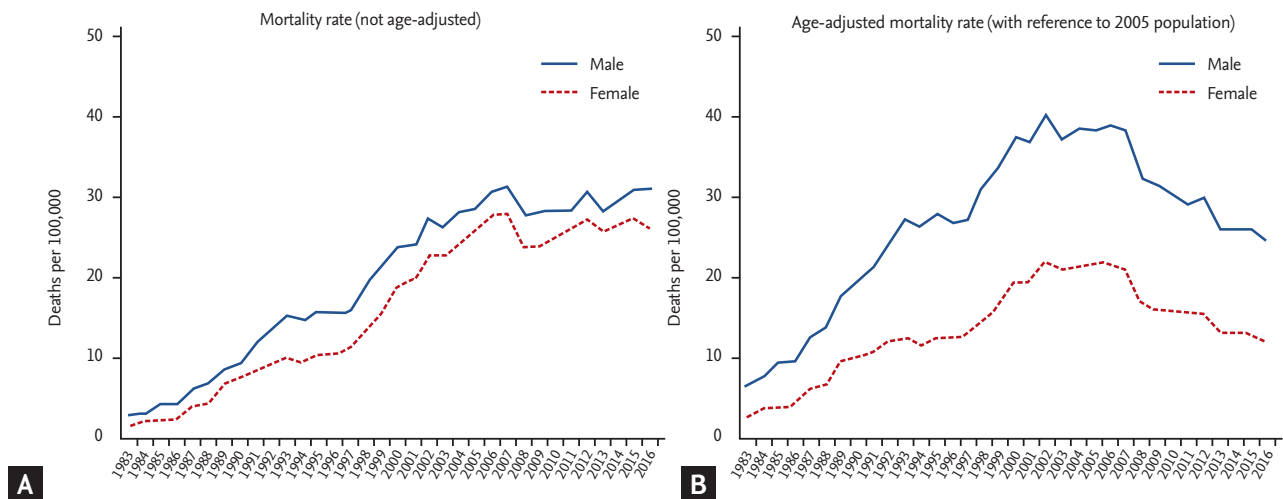 Mortality rate (not age-adjusted)
50
40
30
20
10
0
Deaths per 100,000
Male
Female
1983 1984 1985 1986 1987 1988 1989 1990 1991 1992 1993 1994 1995 1996 1997 1998 1999 2000 2001 2002 2003 2004 2005 2006 2007 2008 2009 2010 2011 2012 2013 2014 2015 2016
A
Age-adjusted mortality rate (with reference to 2005 population)
50
40
30
20
10
0
Deaths per 100,000
Male
Female
1983 1984 1985 1986 1987 1988 1989 1990 1991 1992 1993 1994 1995 1996 1997 1998 1999 2000 2001 2002 2003 2004 2005 2006 2007 2008 2009 2010 2011 2012 2013 2014 2015 2016
B